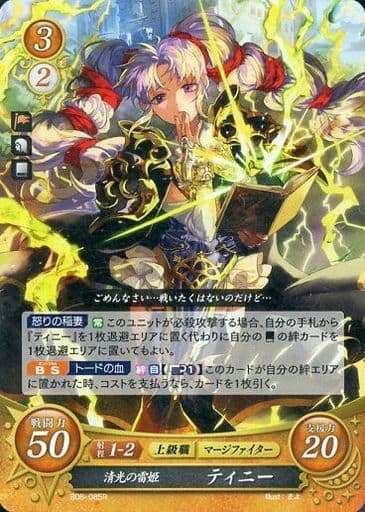 3
2
ごめんなさい…戦いたくはないのだけど…
怒りの稲妻 常 このユニットが必殺攻撃する場合、自分の手札から
『ティニー』を1枚退避エリアに置く代わりに自分の の絆カードを
1枚退避エリアに置いてもよい。
BS トードの血 絆 自 【 1】このカードが自分の絆エリア
に置かれた時、コストを支払うなら、カードを1枚引く。
戦闘力
50
射程 1-2 上級職 マージファイター
支援力
20
清光の雷姫 ティニー
B08-085R
Illust: まよ